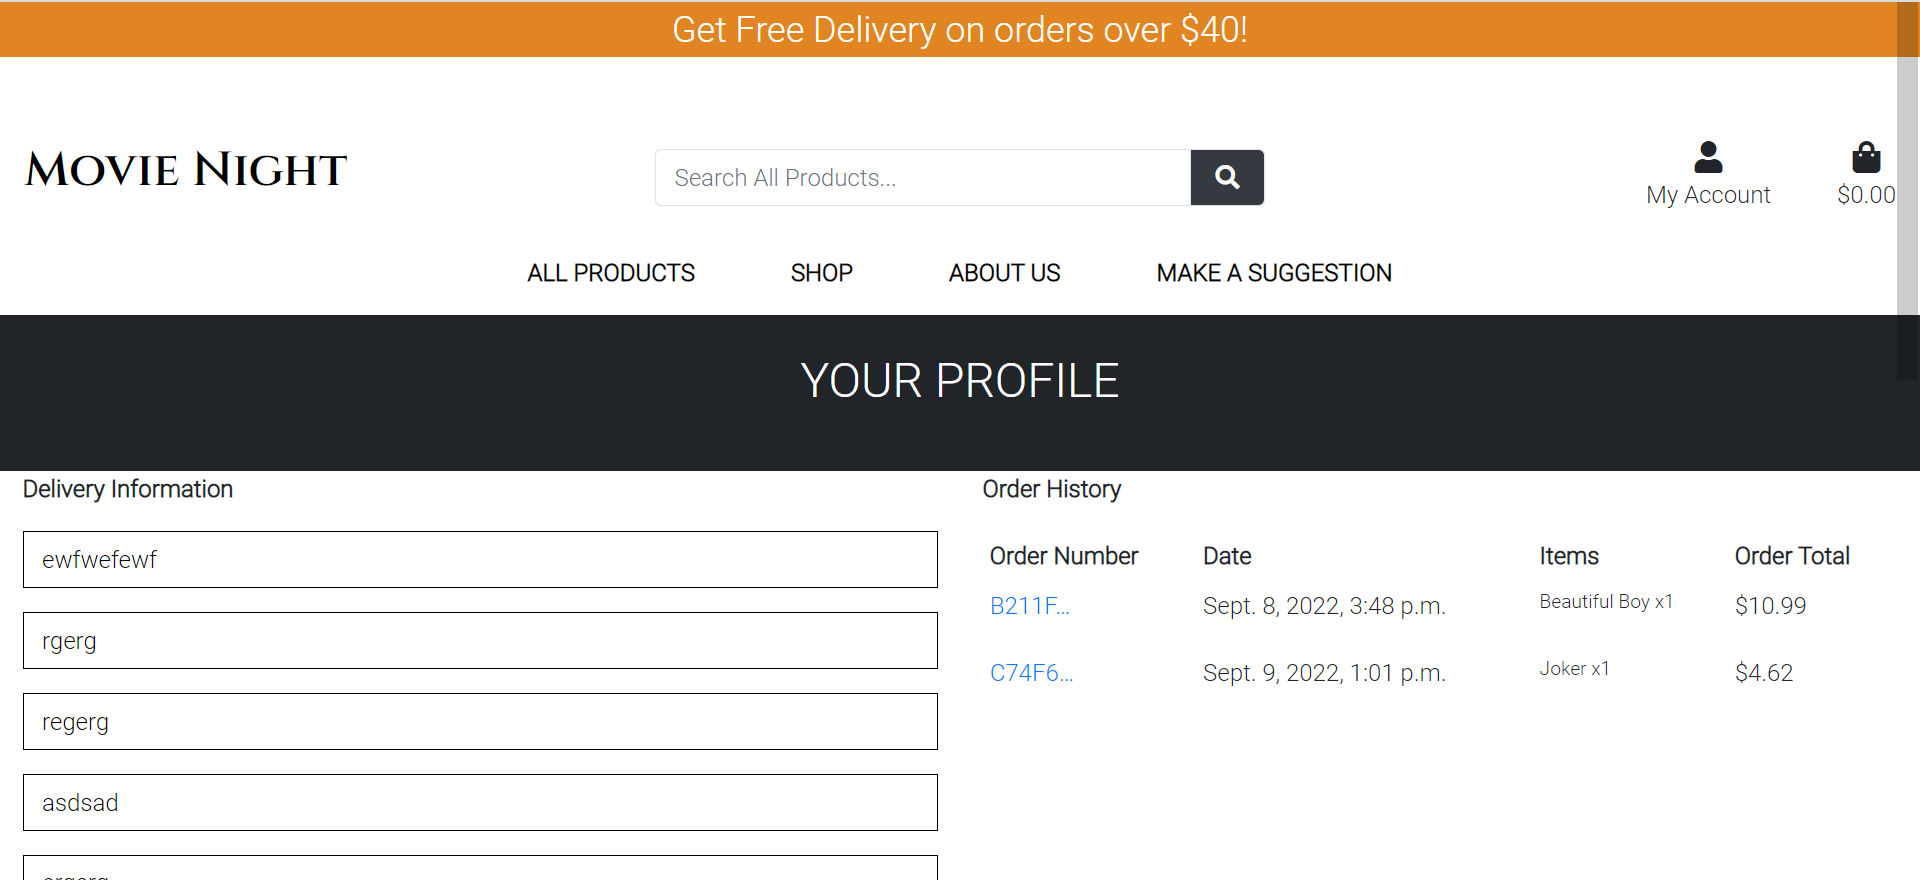 Get Free Delivery on orders over $40!
Movie Night
Search All Products...
My Account
$0.00
ALL PRODUCTS SHOP ABOUT US MAKE A SUGGESTION
YOUR PROFILE
Delivery Information
ewfwefewf
rgerg
regerg
asdsad
Order History
Order Number Date Items Order Total
B211F... Sept. 8, 2022, 3:48 p.m. Beautiful Boy x1 $10.99
C74F6... Sept. 9, 2022, 1:01 p.m. Joker x1 $4.62